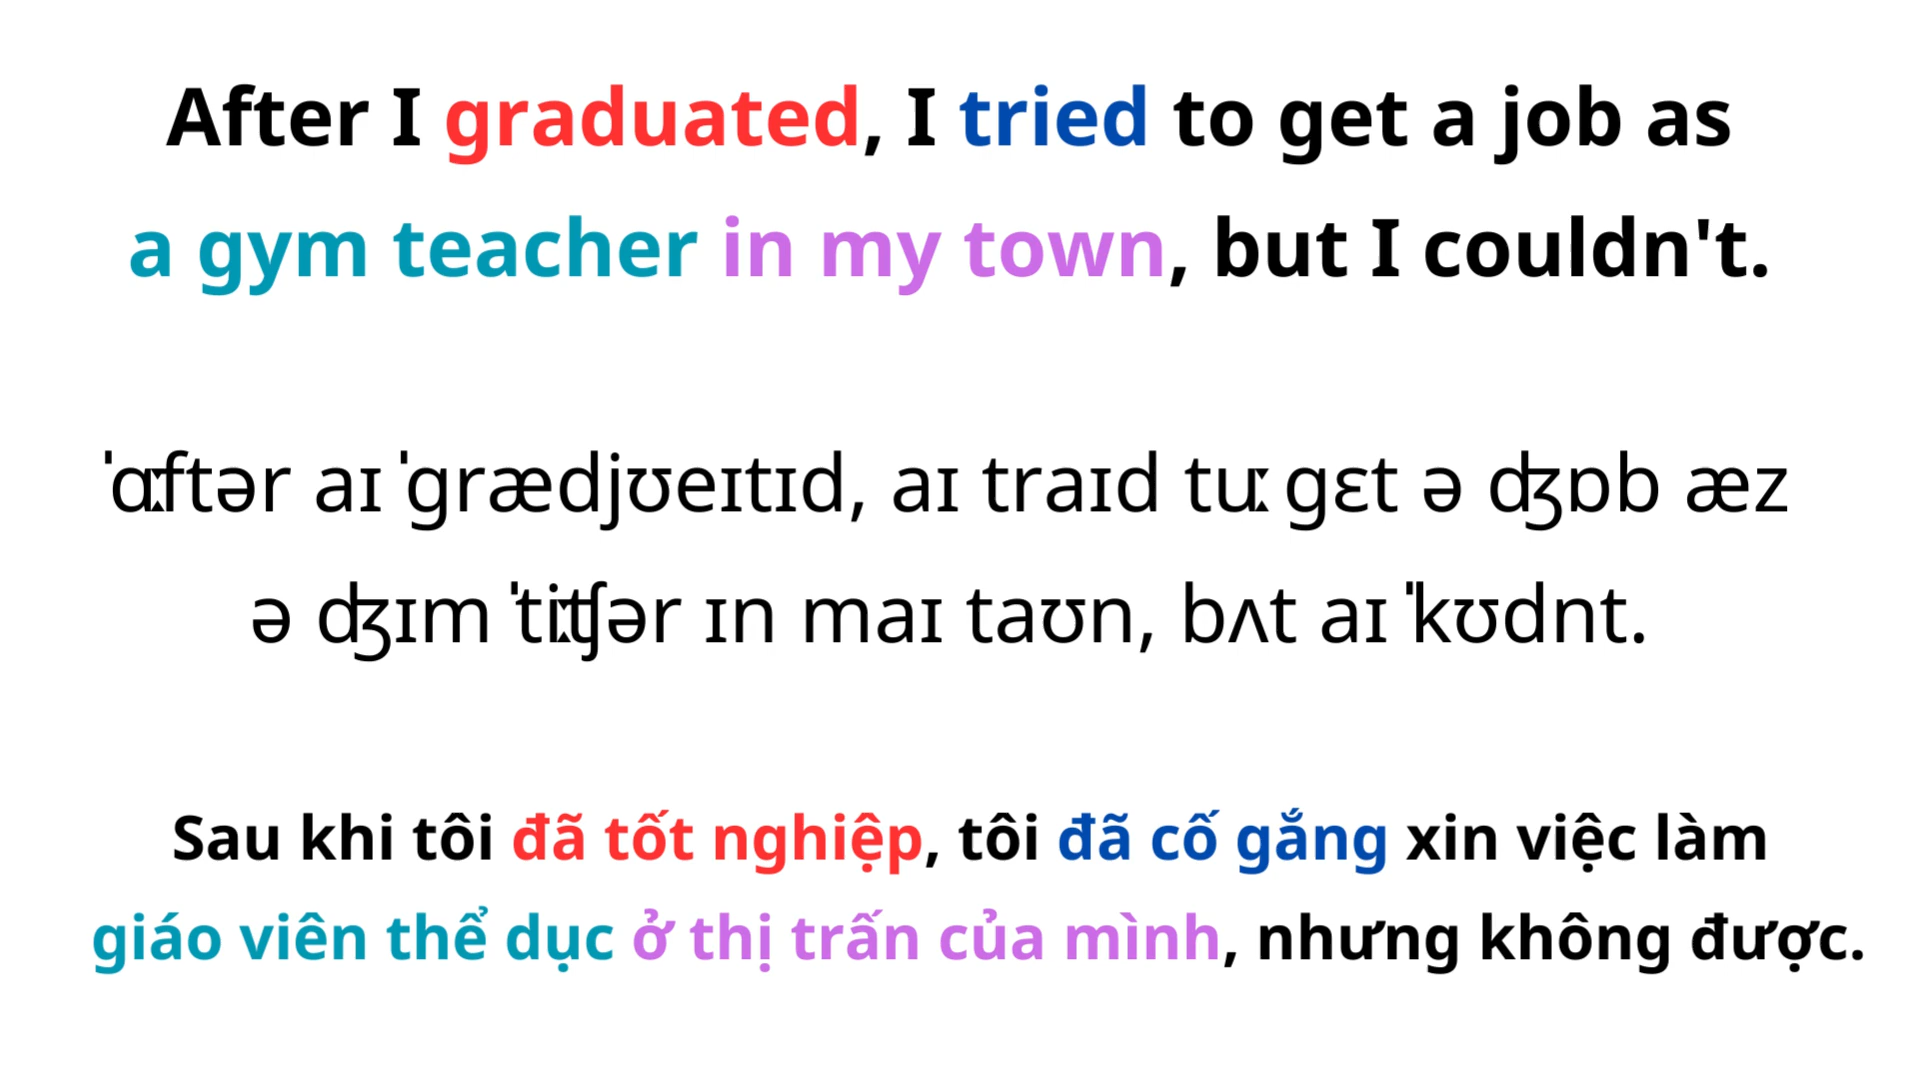 After I graduated, I tried to get a job as
a gym teacher in my town, but I couldn't.
ˈɑːftər aɪ ˈgrædjʊeɪtɪd, aɪ traɪd tuː gɛt ə ʤɒb æz
ə ʤɪm ˈtiːʧər ɪn maɪ taʊn, bʌt aɪ ˈkʊdnt.
Sau khi tôi đã tốt nghiệp, tôi đã cố gắng xin việc làm
giáo viên thể dục ở thị trấn của mình, nhưng không được.